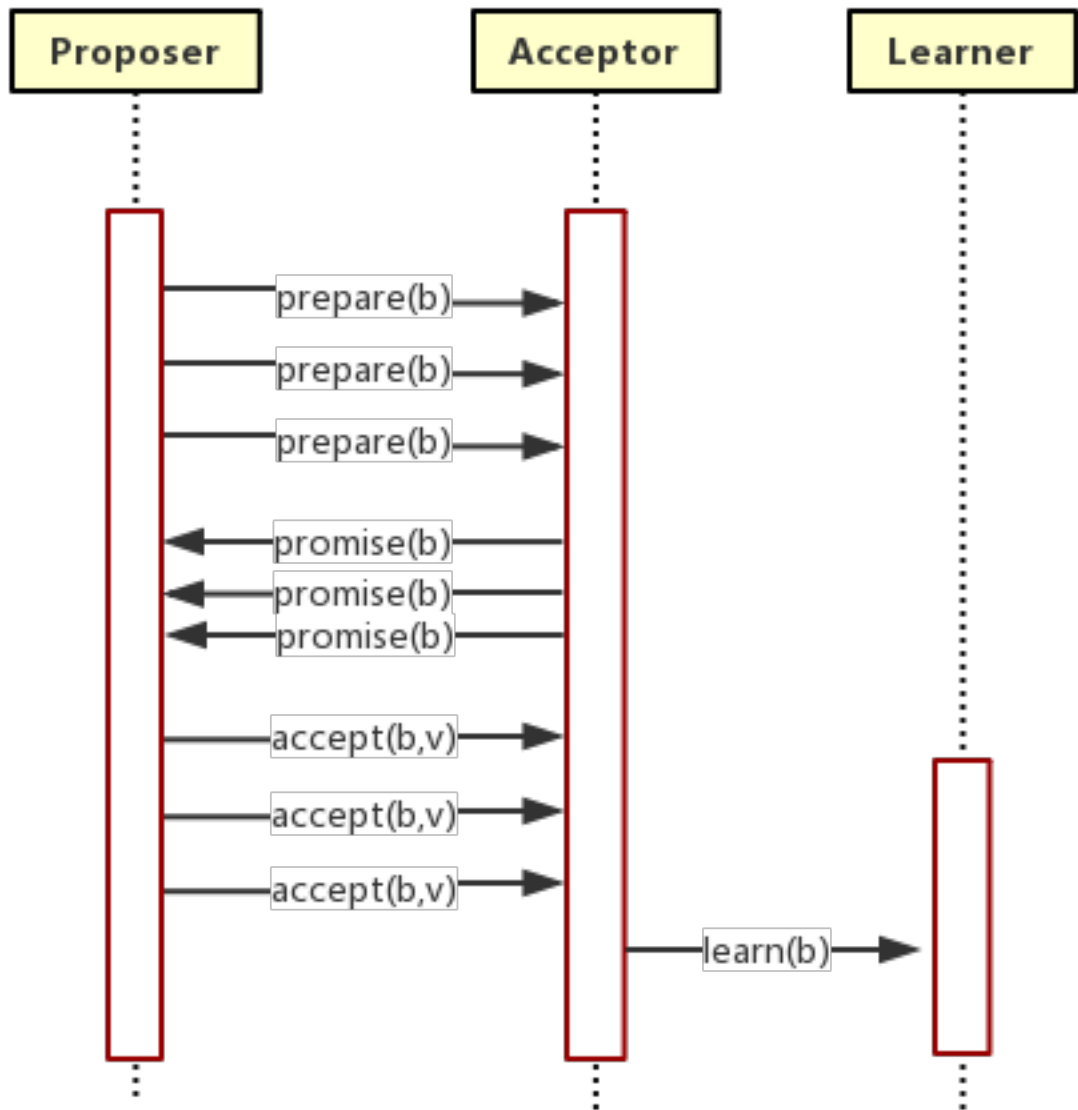 Proposer Acceptor Learner
prepare(b)
prepare(b)
prepare(b)
promise(b)
promise(b)
promise(b)
accept(b,v)
accept(b,v)
accept(b,v)
learn(b)